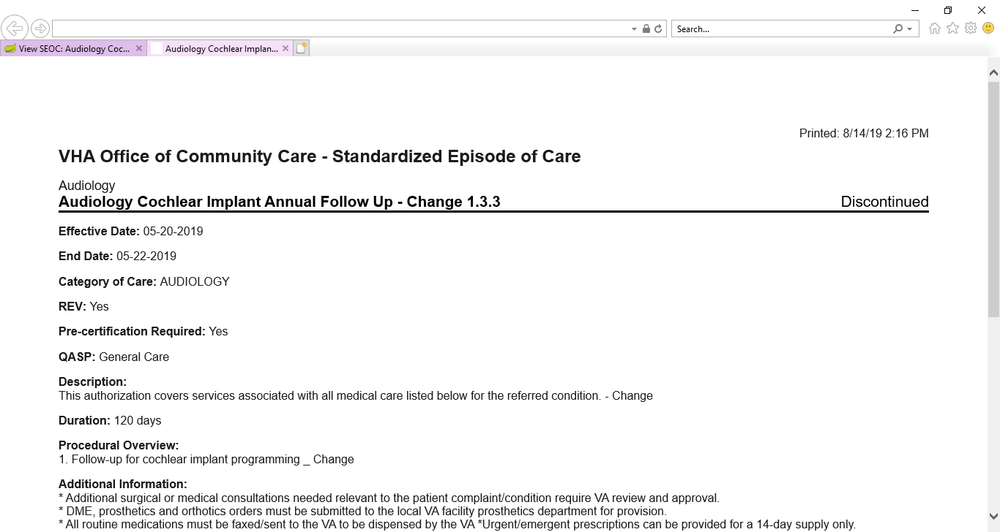 Search...
View SEOC: Audiology Coc...
Audiology Cochlear Implan...
Printed: 8/14/19 2:16 PM
VHA Office of Community Care - Standardized Episode of Care
Audiology
Audiology Cochlear Implant Annual Follow Up - Change 1.3.3 Discontinued
Effective Date: 05-20-2019
End Date: 05-22-2019
Category of Care: AUDIOLOGY
REV: Yes
Pre-certification Required: Yes
QASP: General Care
Description:
This authorization covers services associated with all medical care listed below for the referred condition. - Change
Duration: 120 days
Procedural Overview:
1. Follow-up for cochlear implant programming _ Change
Additional Information:
* Additional surgical or medical consultations needed relevant to the patient complaint/condition require VA review and approval.
* DME, prosthetics and orthotics orders must be submitted to the local VA facility prosthetics department for provision.
* All routine medications must be faxed/sent to the VA to be dispensed by the VA *Urgent/emergent prescriptions can be provided for a 14-day supply only.